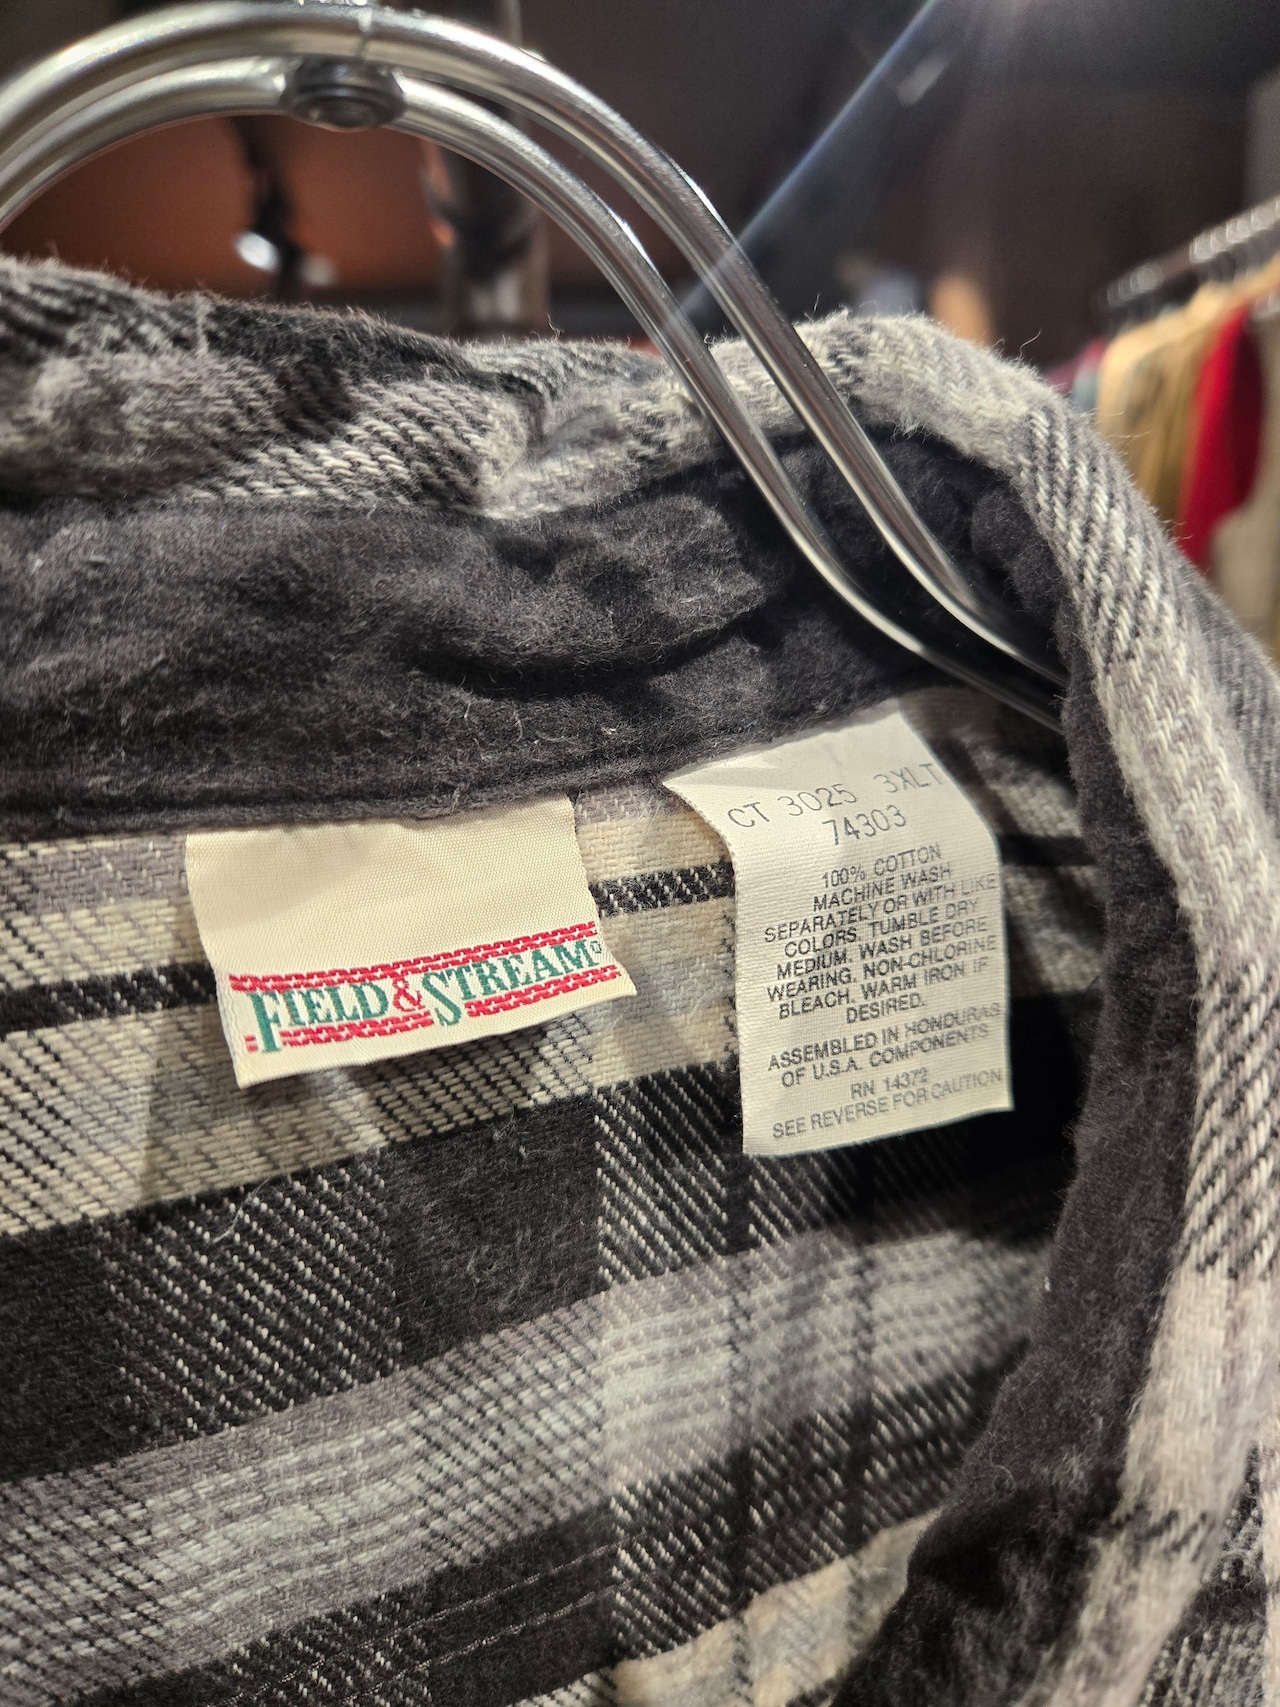 FIELD & STREAM
CT 3025 3XLT
74303
100% COTTON
MACHINE WASH
SEPARATELY OR WITH LIKE
COLORS, TUMBLE DRY
MEDIUM. WASH BEFORE
WEARING. NON-CHLORINE
BLEACH. WARM IRON IF
DESIRED.
ASSEMBLED IN HONDURAS
OF U.S.A. COMPONENTS
RN 14372
SEE REVERSE FOR CAUTION